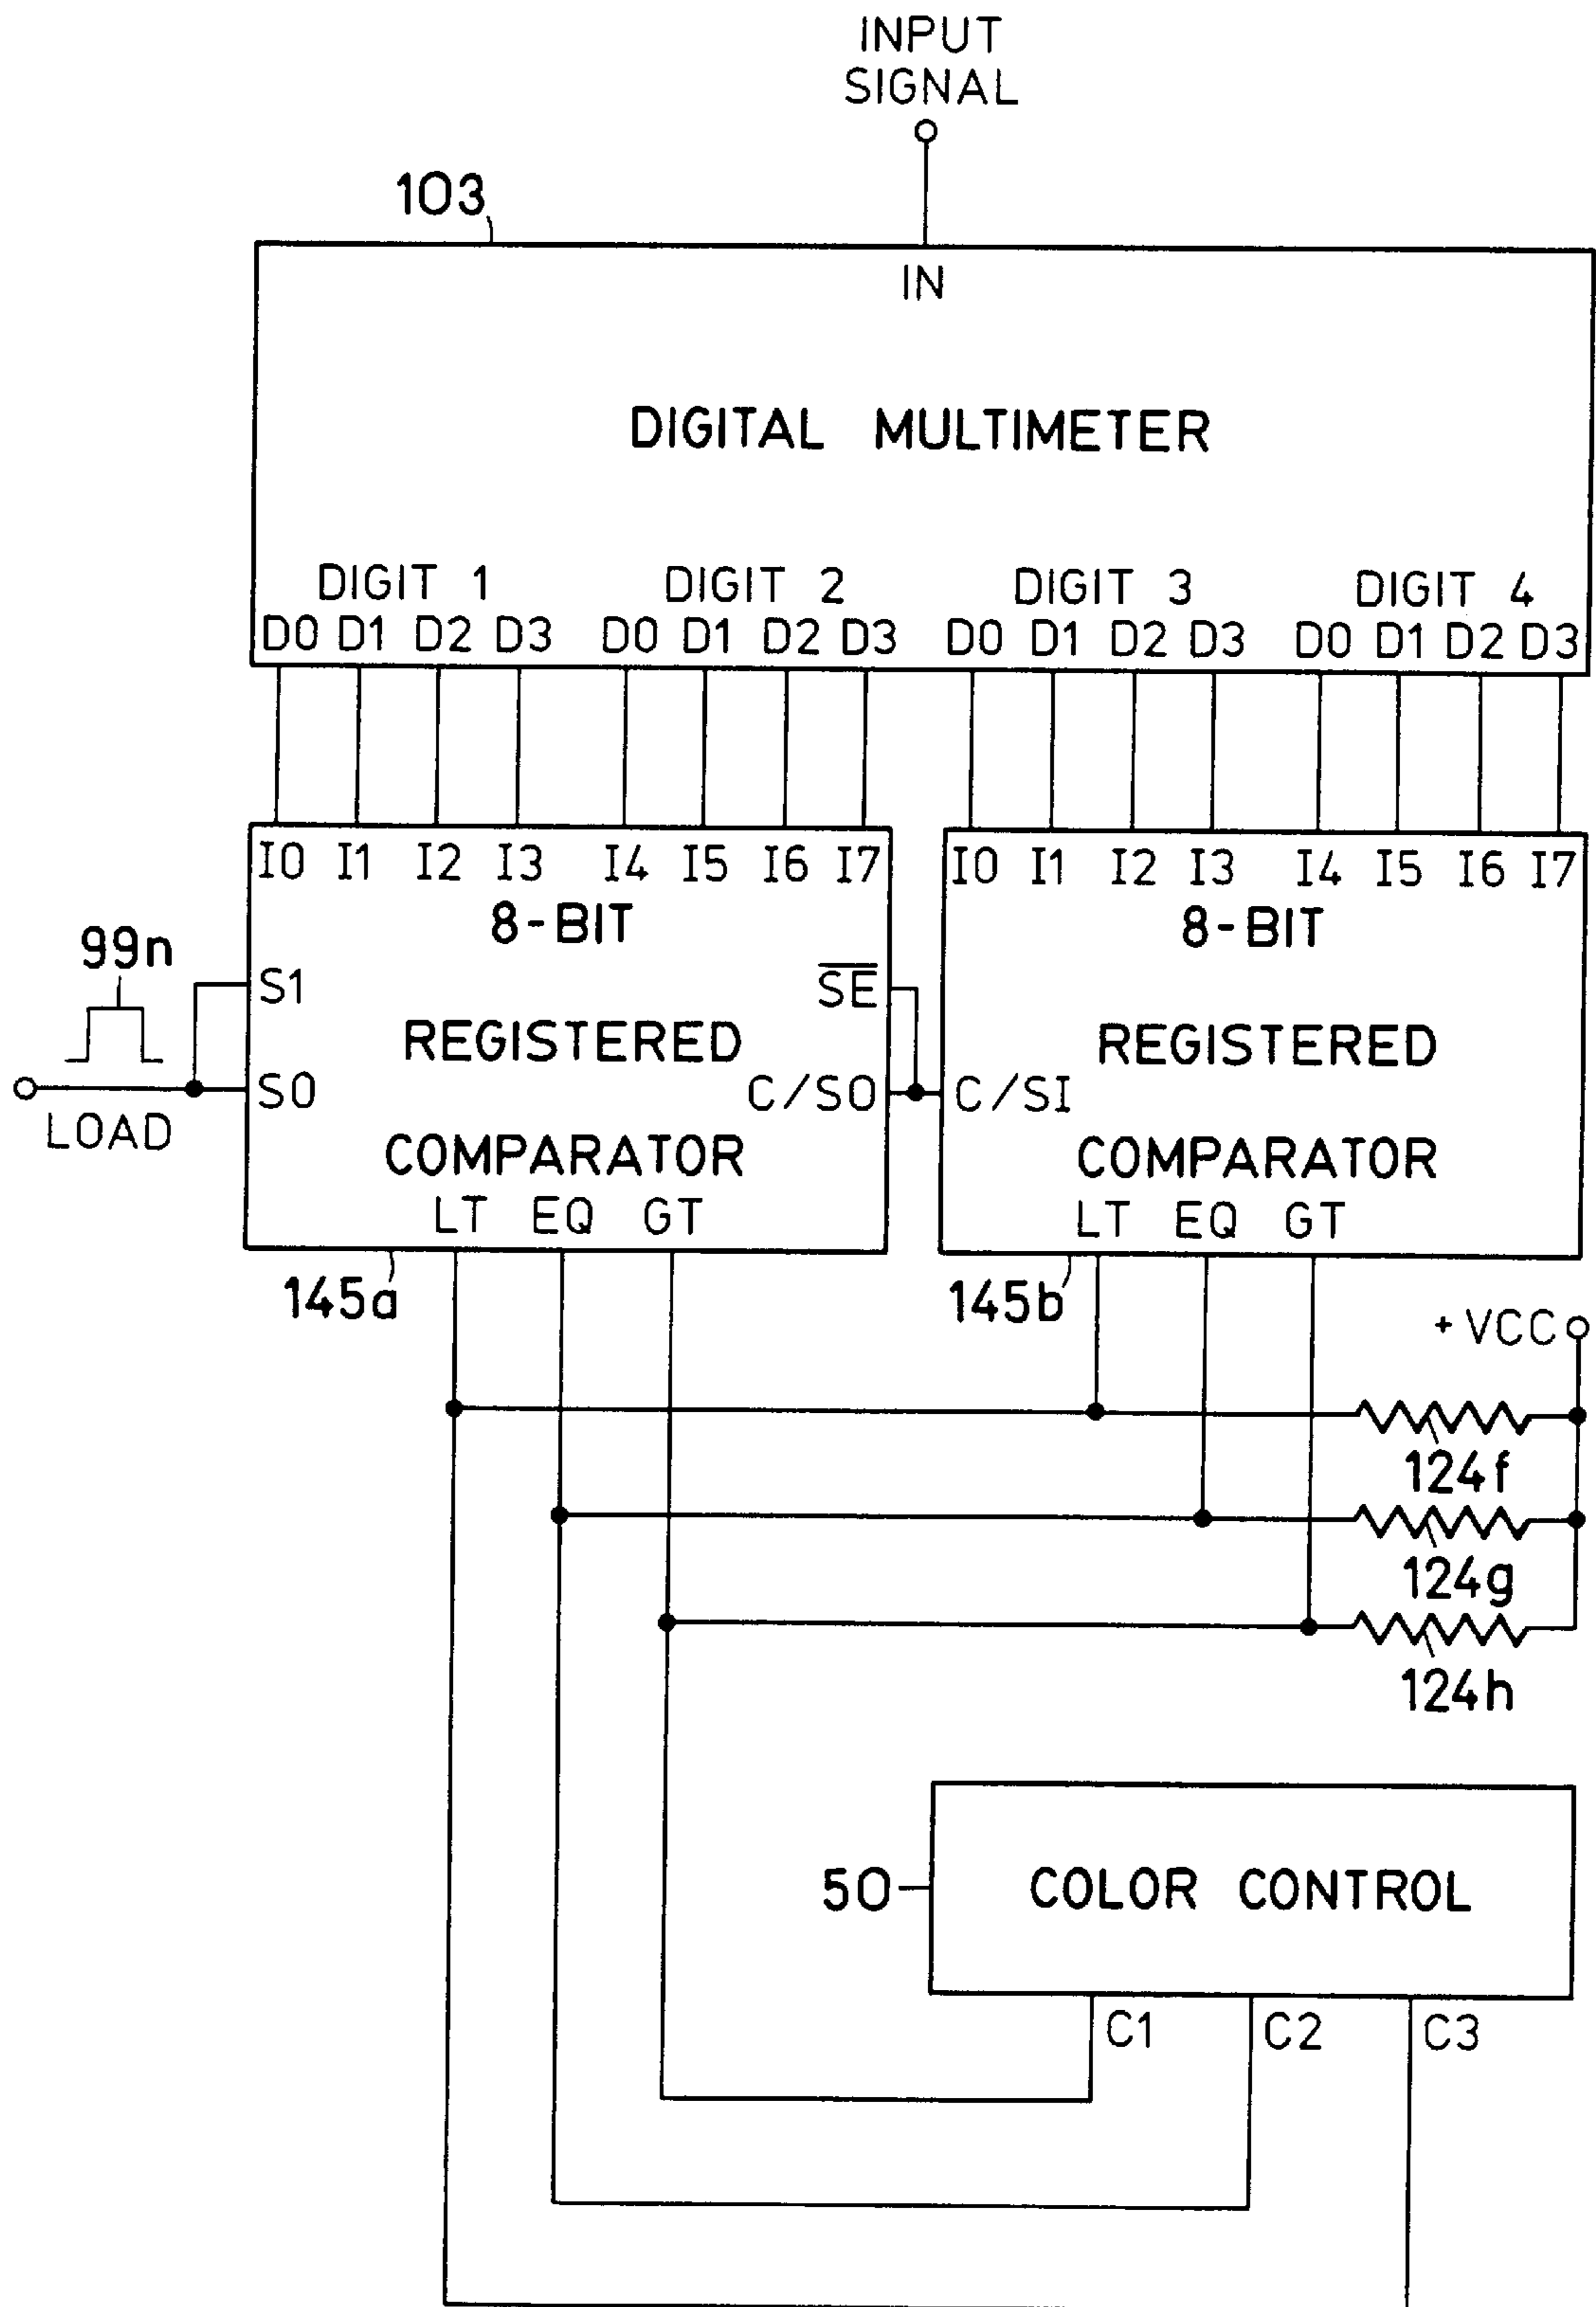 INPUT
SIGNAL
103
IN
DIGITAL MULTIMETER
DIGIT 1 DIGIT 2 DIGIT 3 DIGIT 4
D0 D1 D2 D3 D0 D1 D2 D3 D0 D1 D2 D3 D0 D1 D2 D3
I0 I1 I2 I3 I4 I5 I6 I7 I0 I1 I2 I3 I4 I5 I6 I7
8-BIT 8-BIT
99n
S1 SE
REGISTERED REGISTERED
S0 C/SO C/SI
LOAD
COMPARATOR COMPARATOR
LT EQ GT LT EQ GT
145a 145b
+VCC
124f
124g
124h
50 COLOR CONTROL
C1 C2 C3